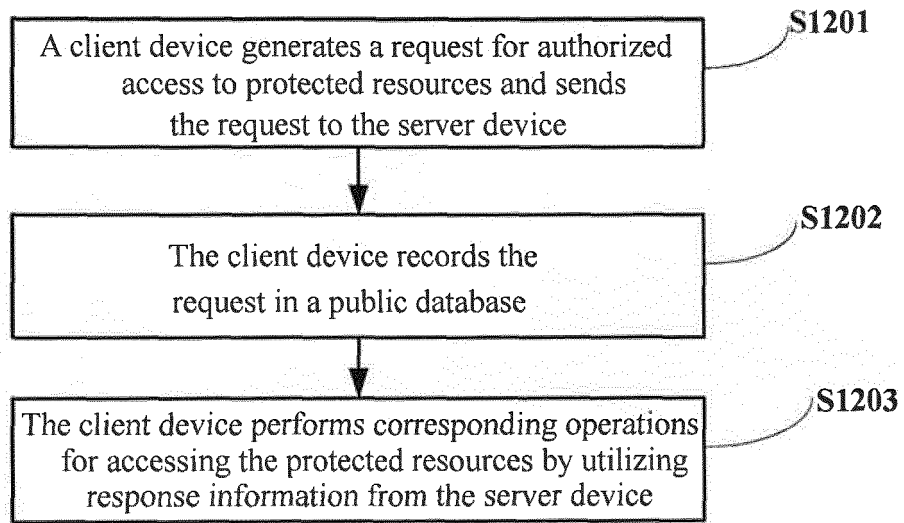 S1201
A client device generates a request for authorized
access to protected resources and sends
the request to the server device
S1202
The client device records the
request in a public database
S1203
The client device performs corresponding operations
for accessing the protected resources by utilizing
response information from the server device